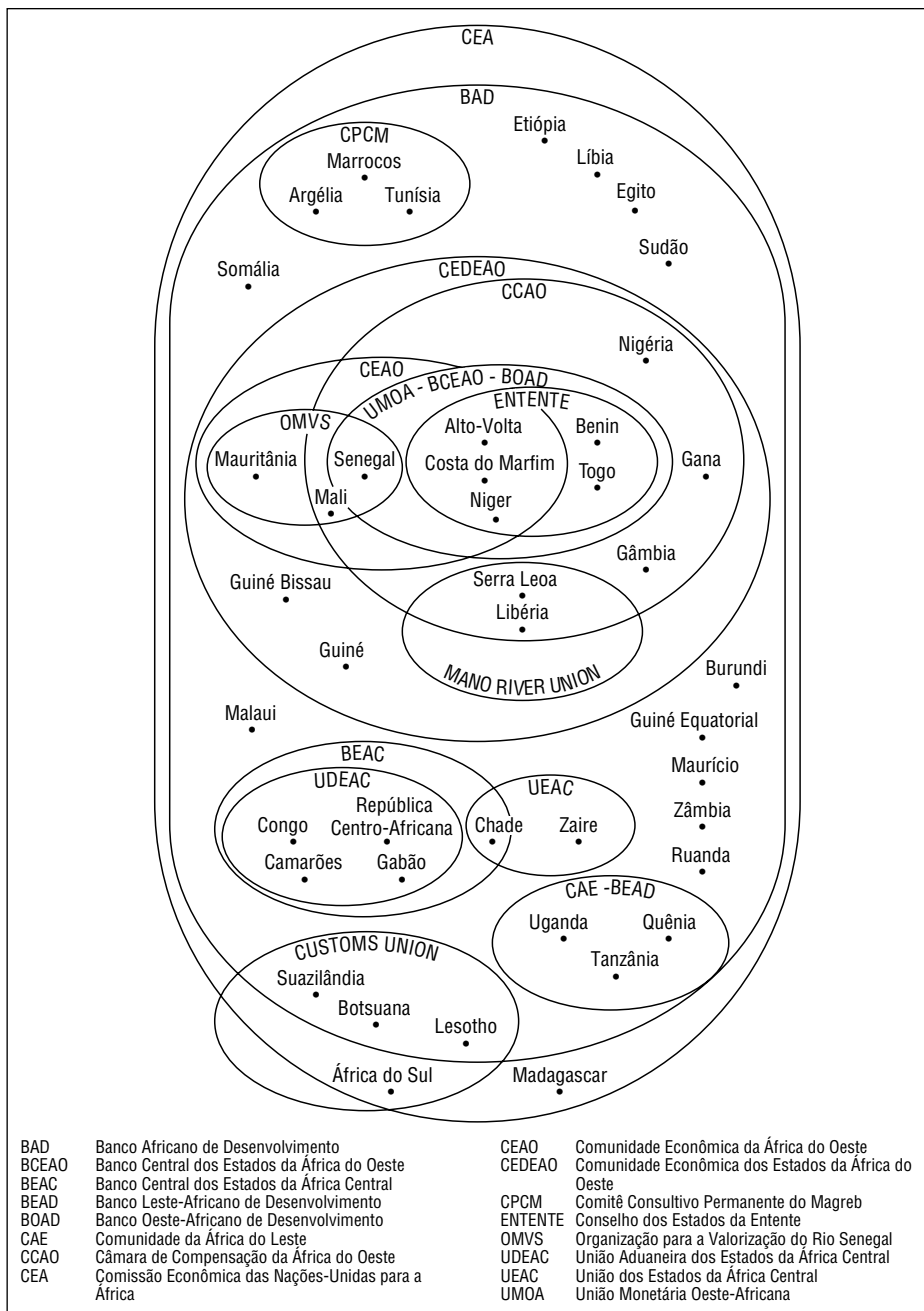 CEA
BAD
CPCM
Marrocos
Argélia
Tunísia
Etiópia
Líbia
Egito
Sudão
Somália
CEDEAO
CCAO
Nigéria
CEAO
UMOA - BCEAO - BOAD
ENTENTE
OMVS
Alto-Volta
Benin
Mauritânia
Senegal
Costa do Marfim
Togo
Gana
Mali
Niger
Gâmbia
Guiné Bissau
Serra Leoa
Libéria
Guiné
MANO RIVER UNION
Burundi
Malaui
Guiné Equatorial
BEAC
Maurício
UDEAC
UEAC
República
Centro-Africana
Congo
Chade
Zaire
Zâmbia
Camarões
Gabão
Ruanda
CAE -BEAD
Uganda
Quênia
Tanzânia
CUSTOMS UNION
Suazilândia
Botsuana
Lesotho
África do Sul
Madagascar
BAD Banco Africano de Desenvolvimento
BCEAO Banco Central dos Estados da África do Oeste
BEAC Banco Central dos Estados da África Central
BEAD Banco Leste-Africano de Desenvolvimento
BOAD Banco Oeste-Africano de Desenvolvimento
CAE Comunidade da África do Leste
CCAO Câmara de Compensação da África do Oeste
CEA Comissão Econômica das Nações-Unidas para a
África
CEAO Comunidade Econômica da África do Oeste
CEDEAO Comunidade Econômica dos Estados da África do
Oeste
CPCM Comitê Consultivo Permanente do Magreb
ENTENTE Conselho dos Estados da Entente
OMVS Organização para a Valorização do Rio Senegal
UDEAC União Aduaneira dos Estados da África Central
UEAC União dos Estados da África Central
UMOA União Monetária Oeste-Africana